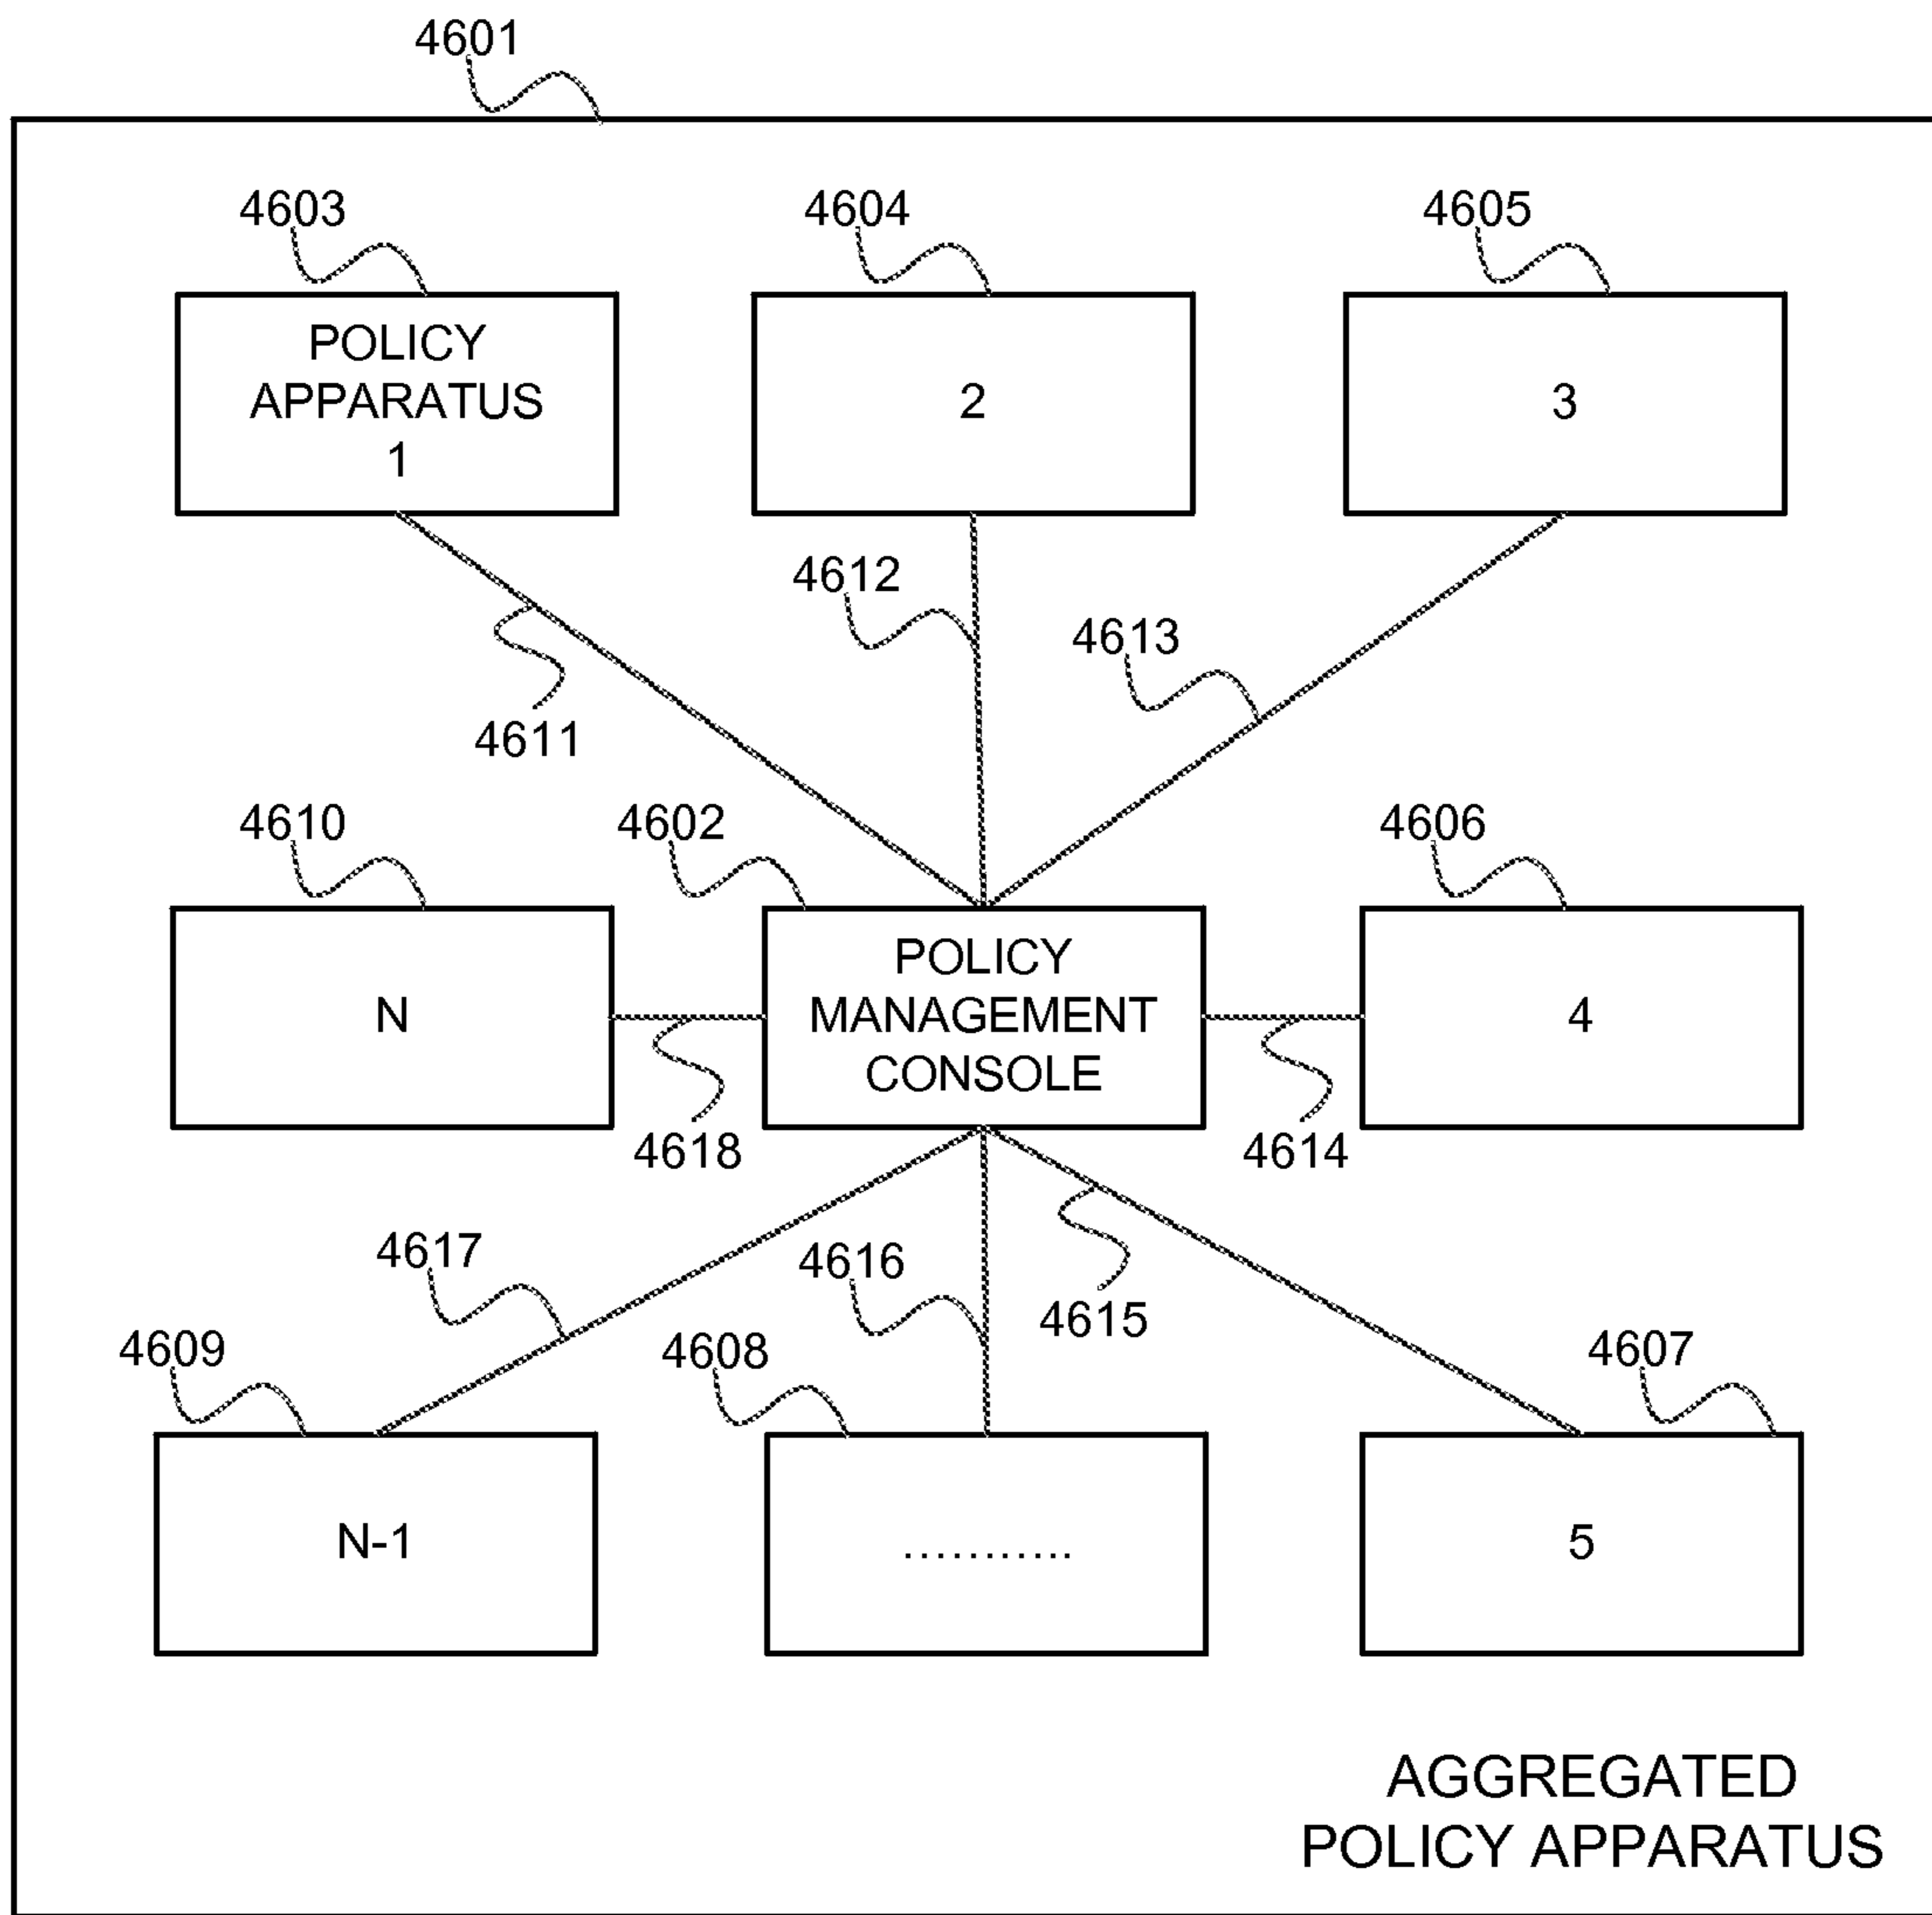 4601
4603
4604
4605
POLICY
APPARATUS
1
2
3
4612
4613
4611
4610
4602
4606
N
POLICY
MANAGEMENT
CONSOLE
4
4618
4614
4617
4616
4615
4609
4608
4607
N-1
...........
5
AGGREGATED
POLICY APPARATUS